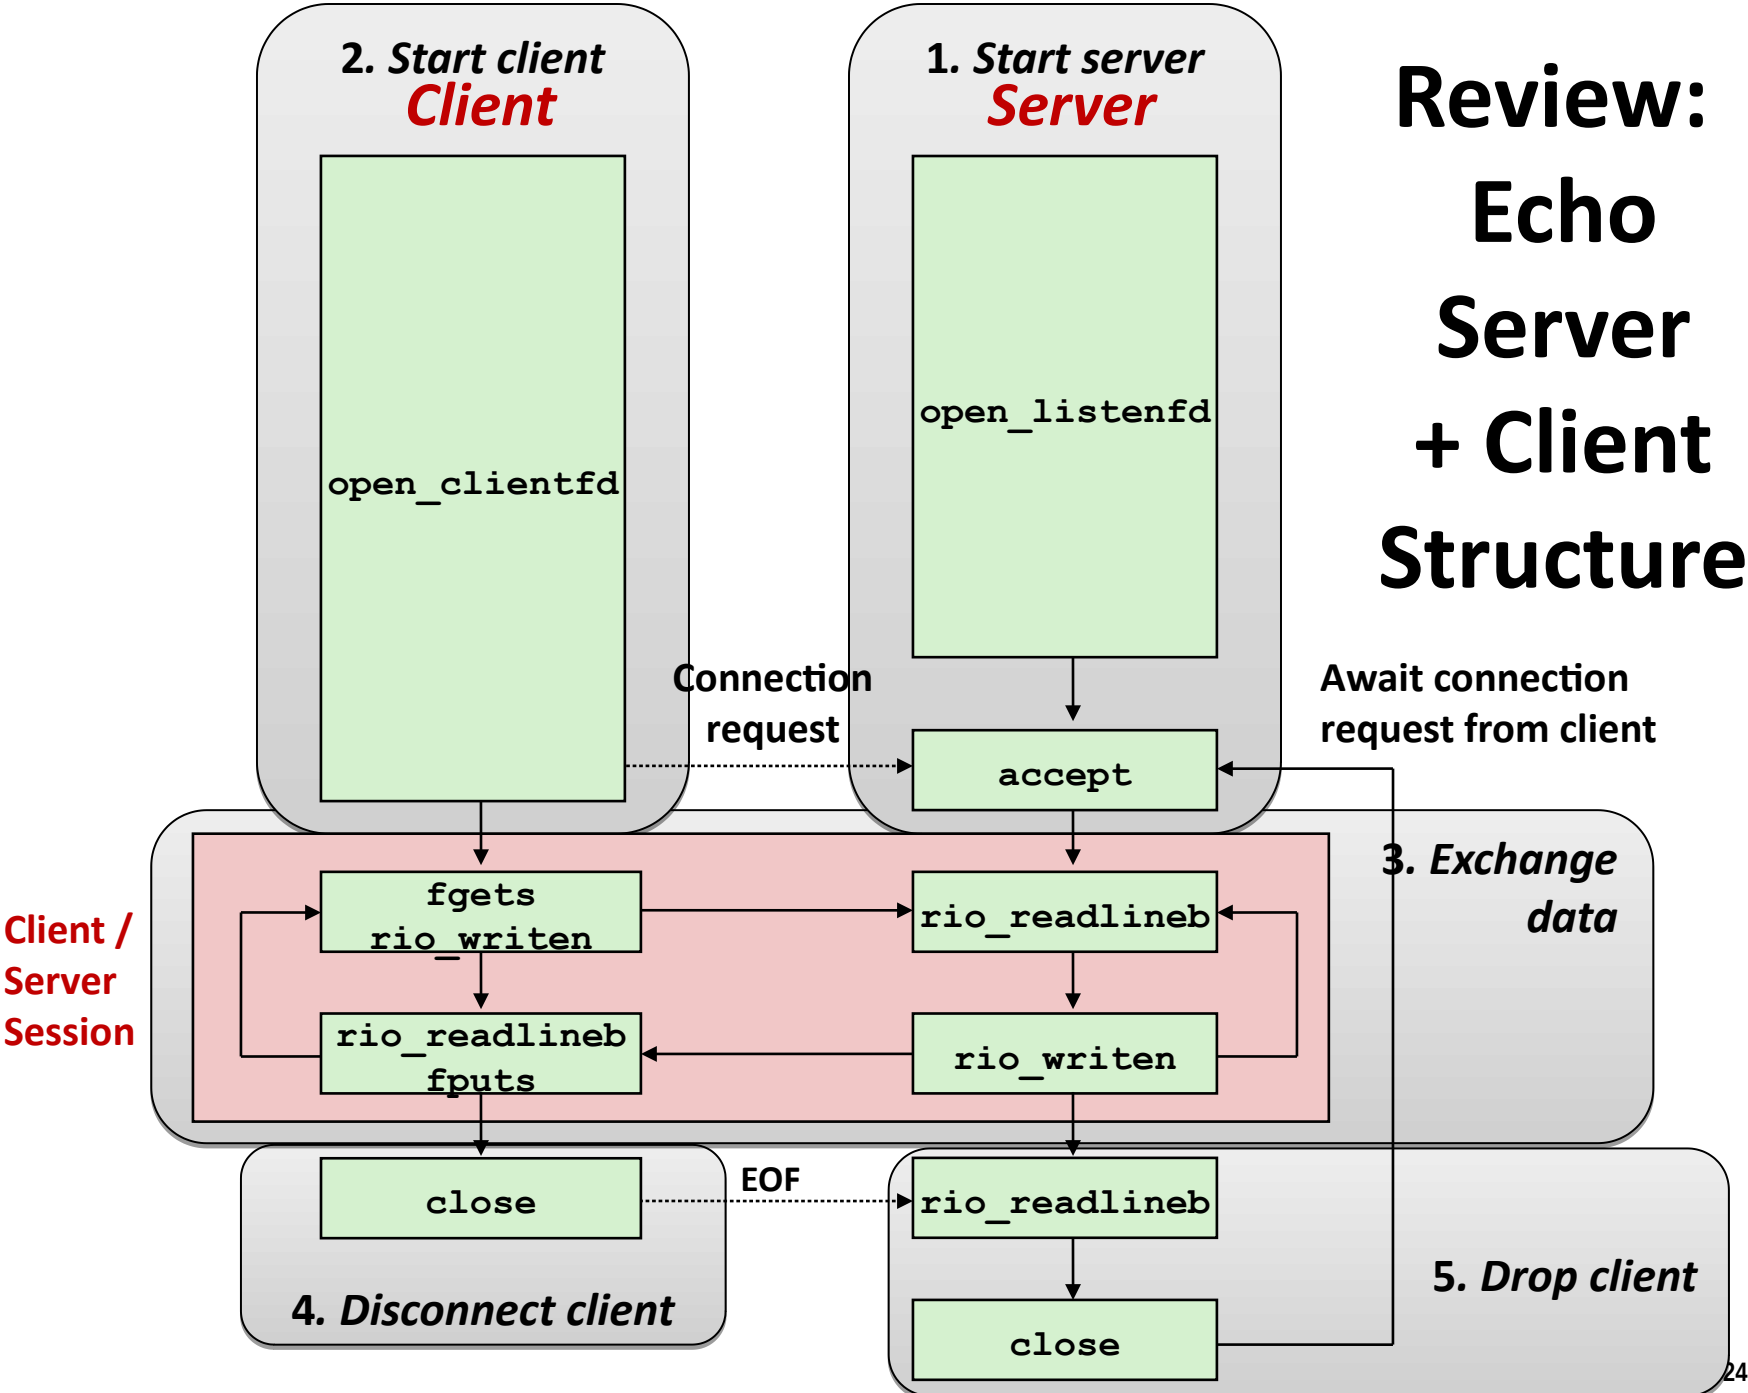 2. Start client
Client
1. Start server
Server
Review:
Echo
Server
+ Client
Structure
open_listenfd
open_clientfd
Connection
request
Await connection
request from client
accept
3. Exchange
data
Client /
Server
Session
fgets
rio_writen
rio_readlineb
rio_readlineb
fputs
rio_writen
close
EOF
rio_readlineb
4. Disconnect client
5. Drop client
close
24